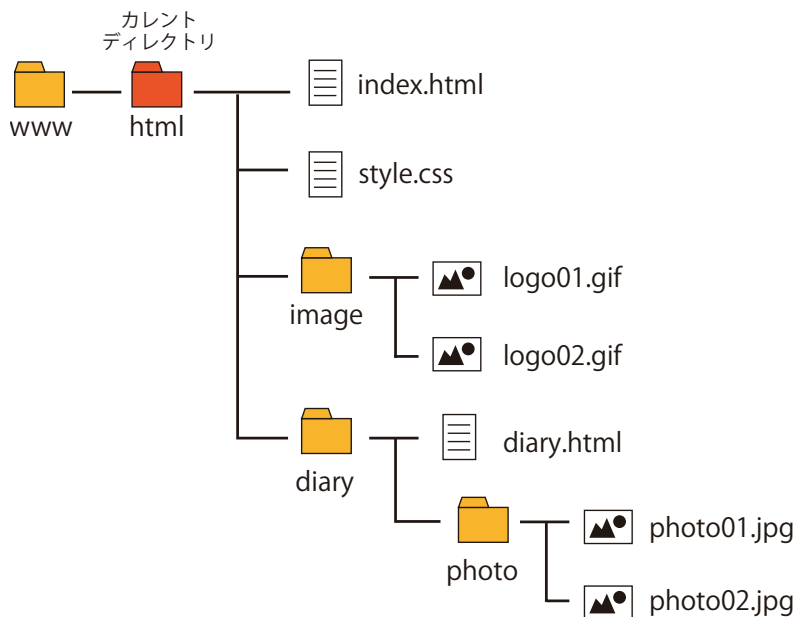 カレント
ディレクトリ
www
html
index.html
style.css
image
logo01.gif
logo02.gif
diary
diary.html
photo
photo01.jpg
photo02.jpg